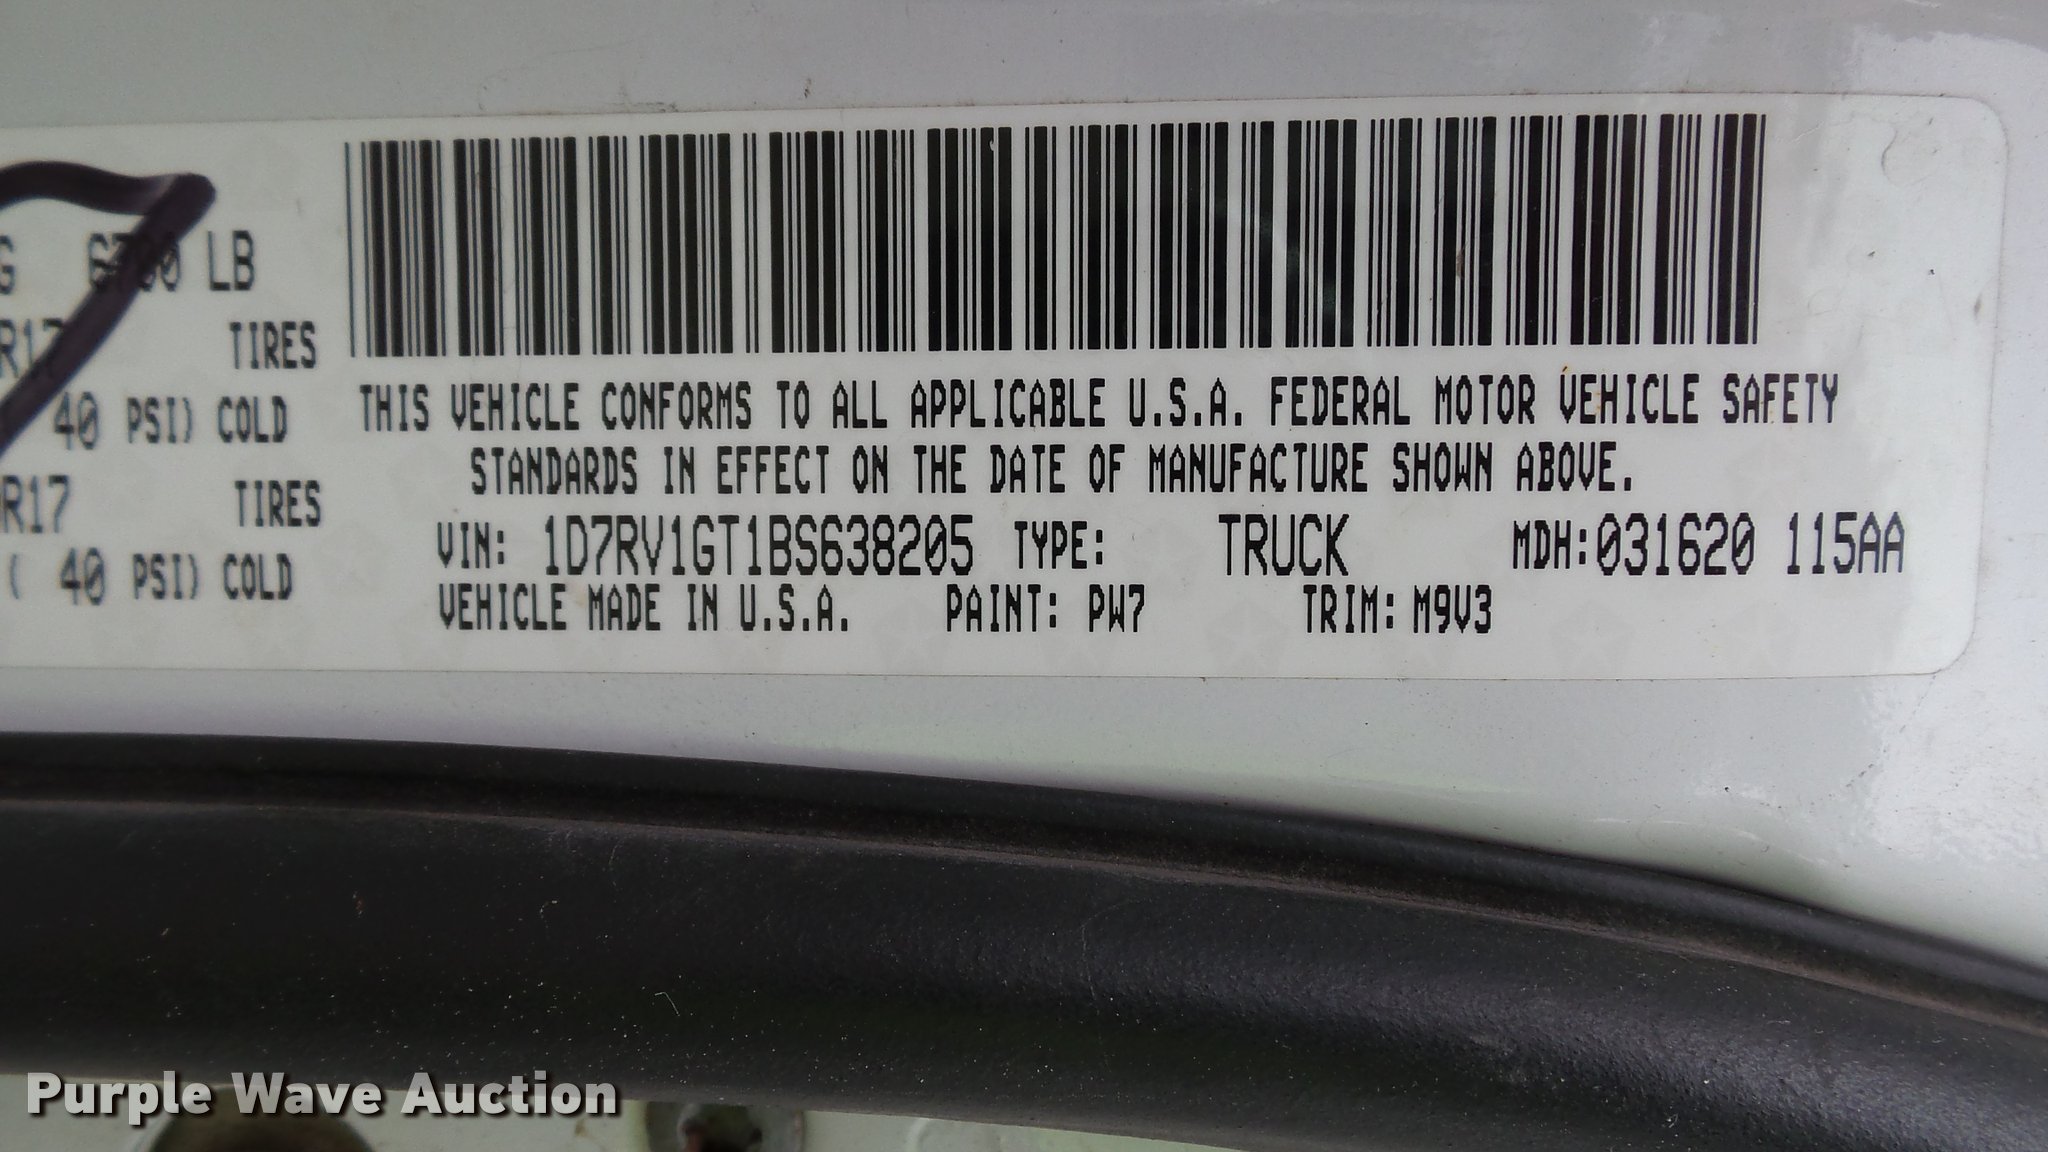 G 6700 LB
R17 TIRES
40 PSI) COLD
R17 TIRES
( 40 PSI) COLD
THIS VEHICLE CONFORMS TO ALL APPLICABLE U.S.A. FEDERAL MOTOR VEHICLE SAFETY
STANDARDS IN EFFECT ON THE DATE OF MANUFACTURE SHOWN ABOVE.
VIN: 1D7RV1GT1BS638205 TYPE: TRUCK MDH:031620 115AA
VEHICLE MADE IN U.S.A. PAINT: PW7 TRIM: M9V3
Purple Wave Auction